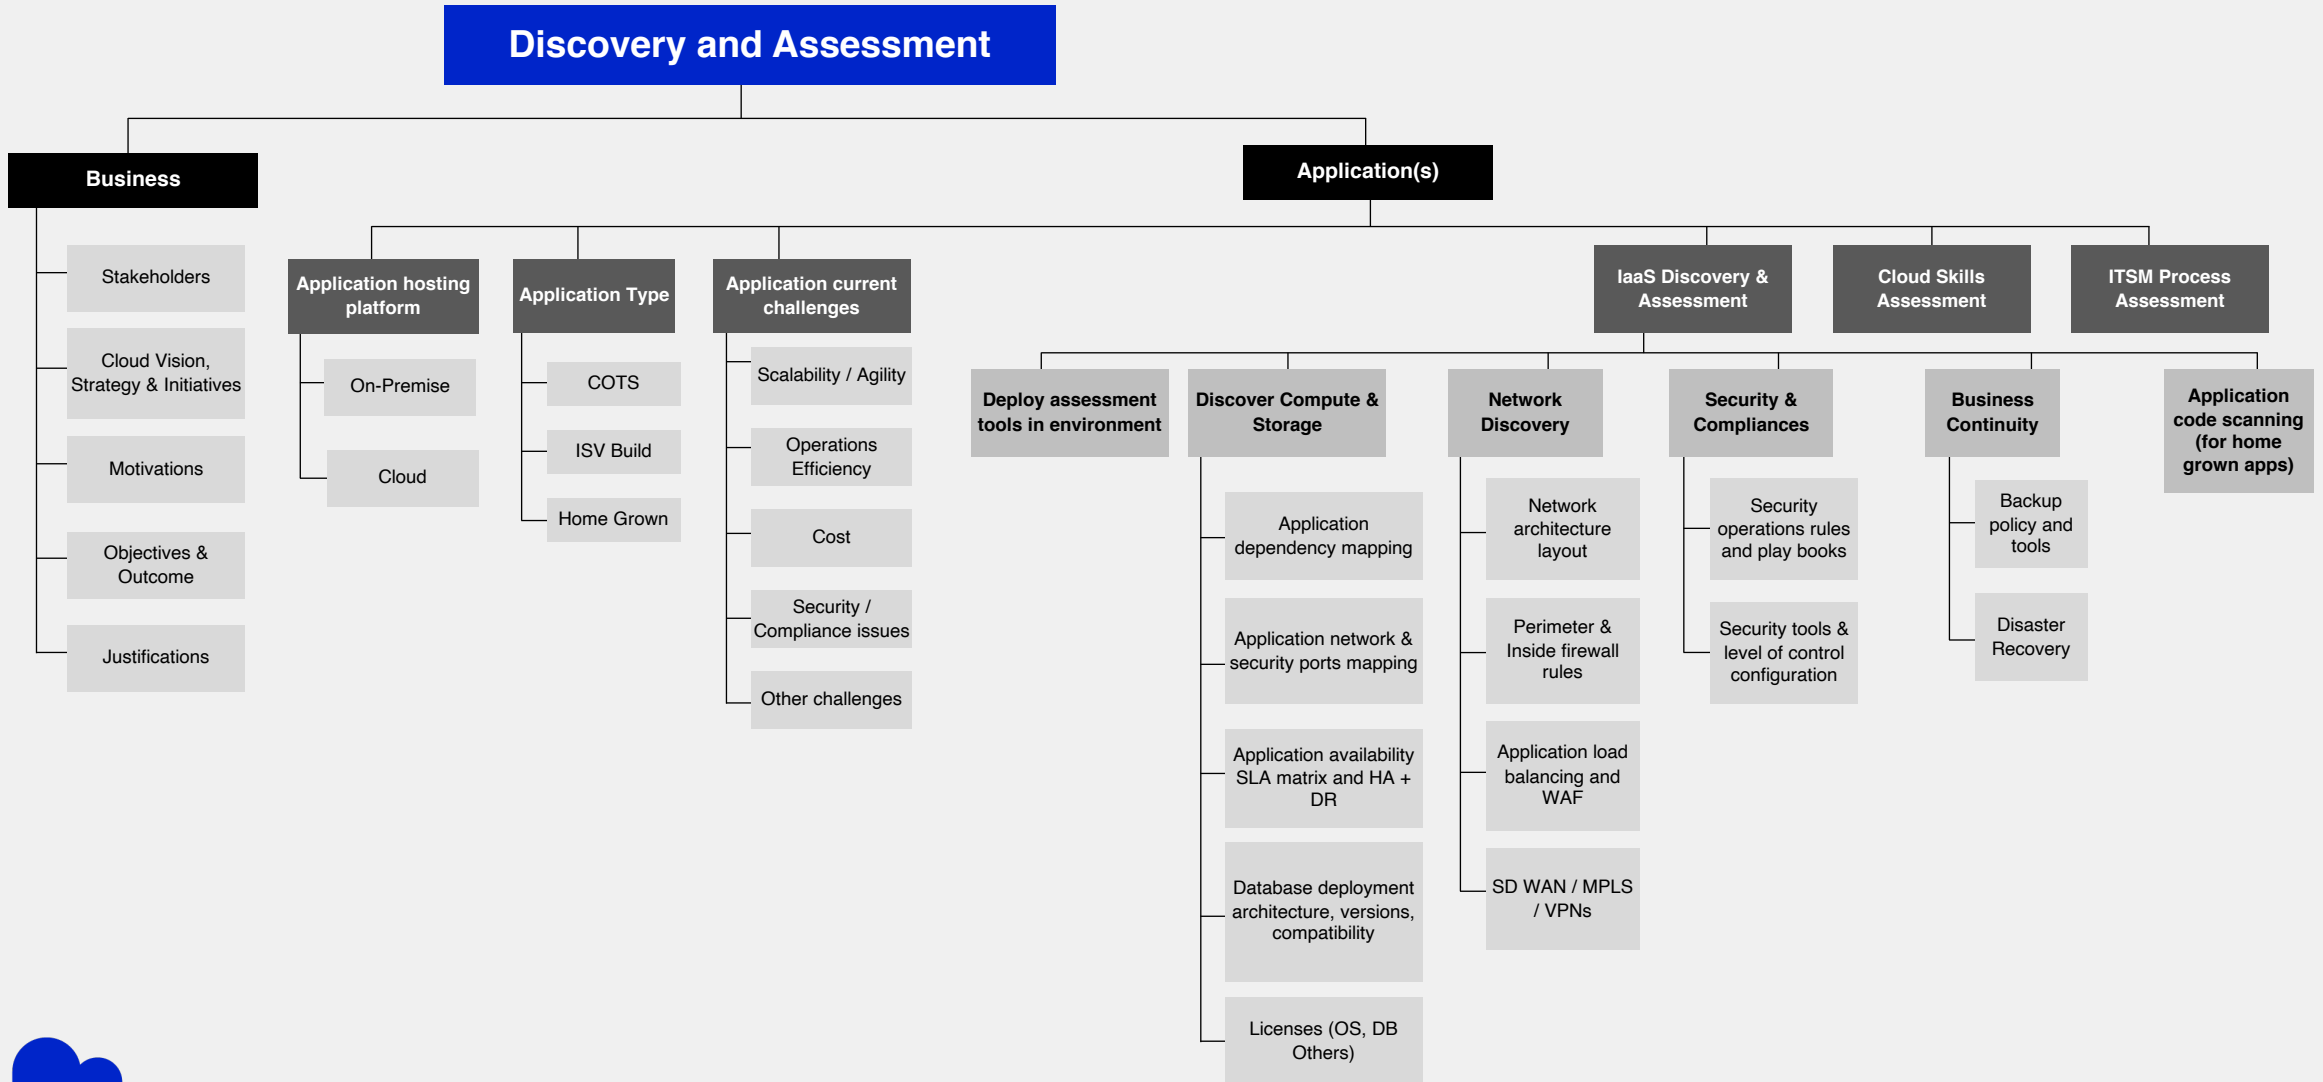 Discovery and Assessment
Business
Application(s)
Stakeholders
Cloud Vision,
Strategy & Initiatives
Motivations
Objectives &
Outcome
Justifications
Application hosting
platform
On-Premise
Cloud
Application Type
COTS
ISV Build
Home Grown
Application current
challenges
Scalability / Agility
Operations
Efficiency
Cost
Security /
Compliance issues
Other challenges
IaaS Discovery &
Assessment
Cloud Skills
Assessment
ITSM Process
Assessment
Deploy assessment
tools in environment
Discover Compute &
Storage
Application
dependency mapping
Application network &
security ports mapping
Application availability
SLA matrix and HA +
DR
Database deployment
architecture, versions,
compatibility
Licenses (OS, DB
Others)
Network
Discovery
Network
architecture
layout
Perimeter &
Inside firewall
rules
Application load
balancing and
WAF
SD WAN / MPLS
/ VPNs
Security &
Compliances
Security
operations rules
and play books
Security tools &
level of control
configuration
Business
Continuity
Backup
policy and
tools
Disaster
Recovery
Application
code scanning
(for home
grown apps)